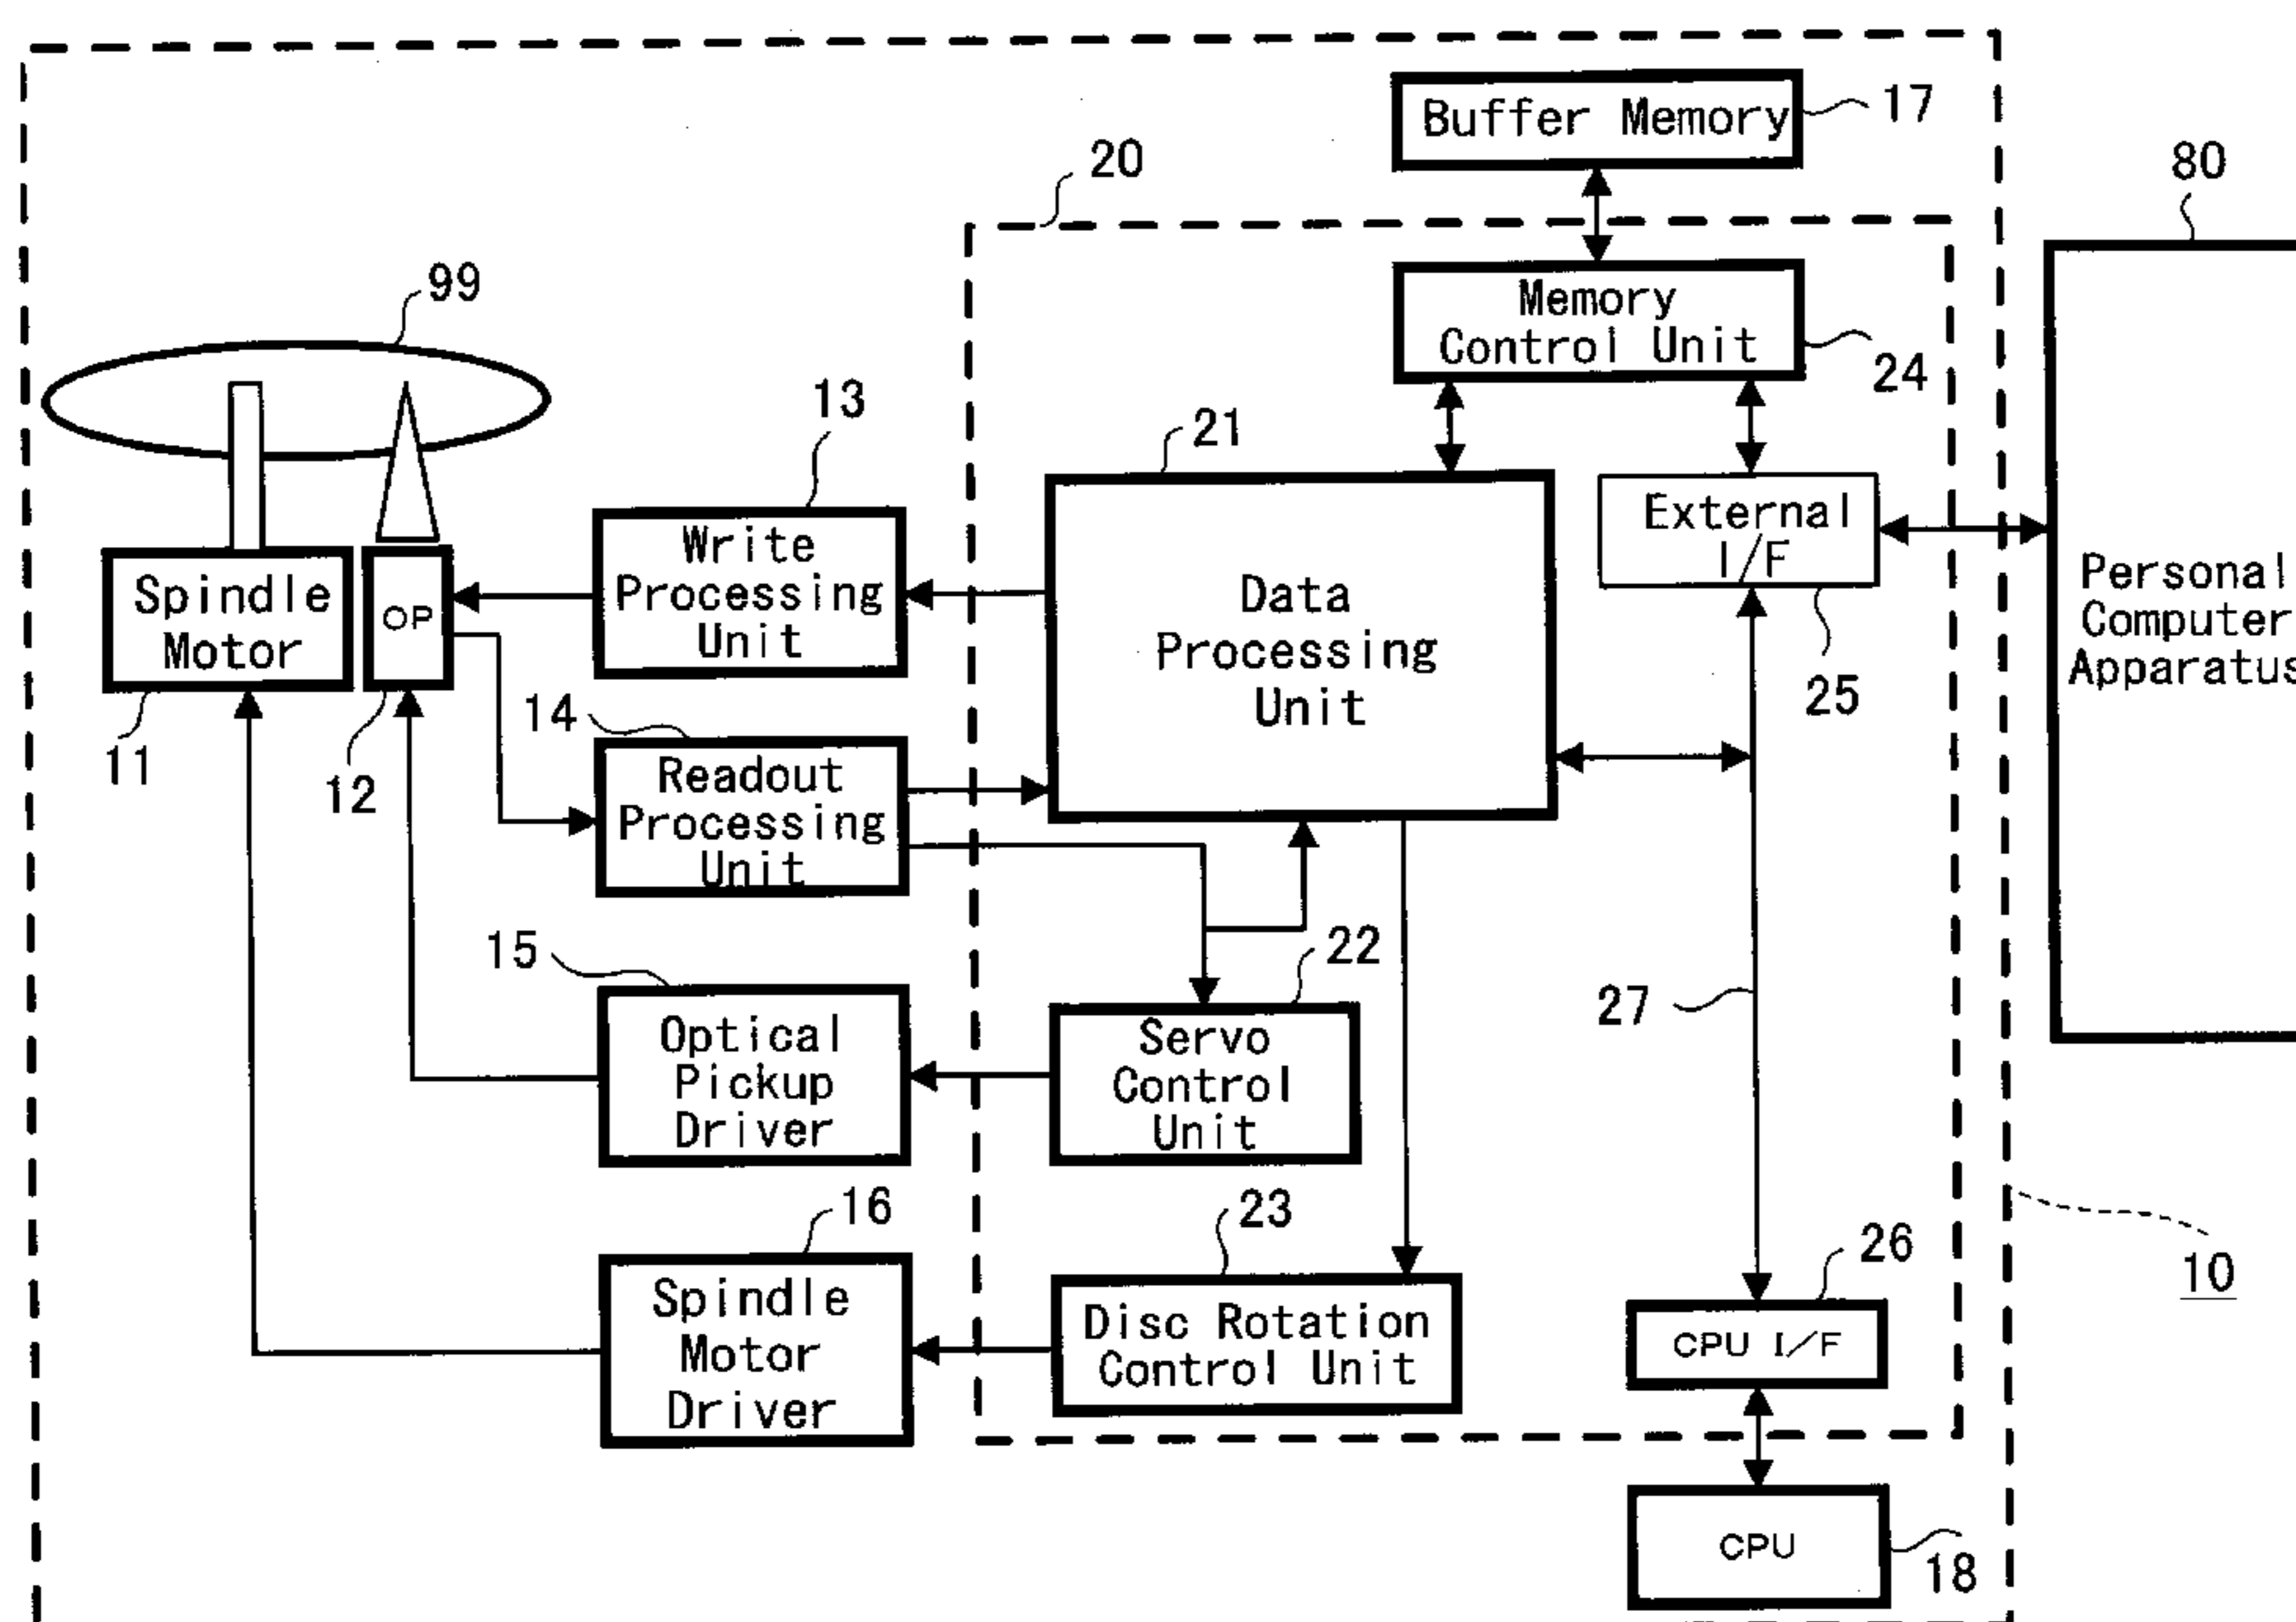 Buffer Memory
17
20
80
Memory
Control Unit
24
99
13
21
External
I/F
25
Write
Processing
Unit
Data
Processing
Unit
Personal
Computer
Apparatus
Spindle
Motor
OP
11
12
14
Readout
Processing
Unit
15
22
27
Optical
Pickup
Driver
Servo
Control
Unit
16
23
26
10
Spindle
Motor
Driver
Disc Rotation
Control Unit
CPU I/F
CPU
18